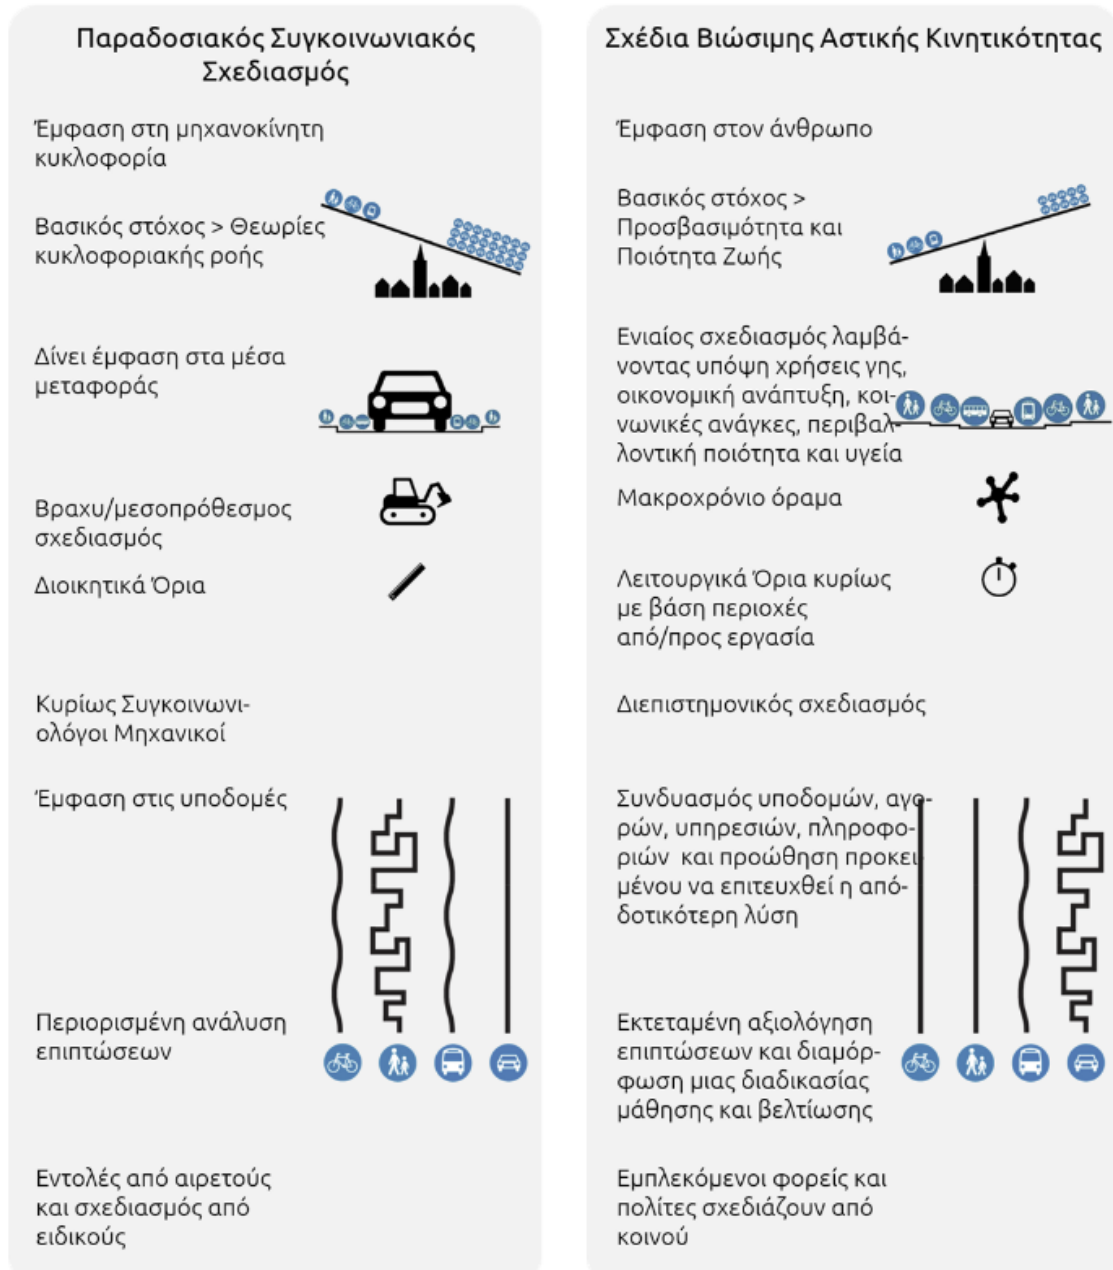 Παραδοσιακός Συγκοινωνιακός
Σχεδιασμός
Έμφαση στη μηχανοκίνητη
κυκλοφορία
Βασικός στόχος > Θεωρίες
κυκλοφοριακής ροής
Δίνει έμφαση στα μέσα
μεταφοράς
Βραχυ/μεσοπρόθεσμος
σχεδιασμός
Διοικητικά Όρια
Κυρίως Συγκοινωνι-
ολόγοι Μηχανικοί
Έμφαση στις υποδομές
Περιορισμένη ανάλυση
επιπτώσεων
Εντολές από αιρετούς
και σχεδιασμός από
ειδικούς
Σχέδια Βιώσιμης Αστικής Κινητικότητας
Έμφαση στον άνθρωπο
Βασικός στόχος >
Προσβασιμότητα και
Ποιότητα Ζωής
Ενιαίος σχεδιασμός λαμβά-
νοντας υπόψη χρήσεις γης,
οικονομική ανάπτυξη, κοι-
νωνικές ανάγκες, περιβαλ-
λοντική ποιότητα και υγεία
Μακροχρόνιο όραμα
Λειτουργικά Όρια κυρίως
με βάση περιοχές
από/προς εργασία
Διεπιστημονικός σχεδιασμός
Συνδυασμός υποδομών, αγο-
ρών, υπηρεσιών, πληροφο-
ριών και προώθηση προκει-
μένου να επιτευχθεί η από-
δοτικότερη λύση
Εκτεταμένη αξιολόγηση
επιπτώσεων και διαμόρ-
φωση μιας διαδικασίας
μάθησης και βελτίωσης
Εμπλεκόμενοι φορείς και
πολίτες σχεδιάζουν από
κοινού